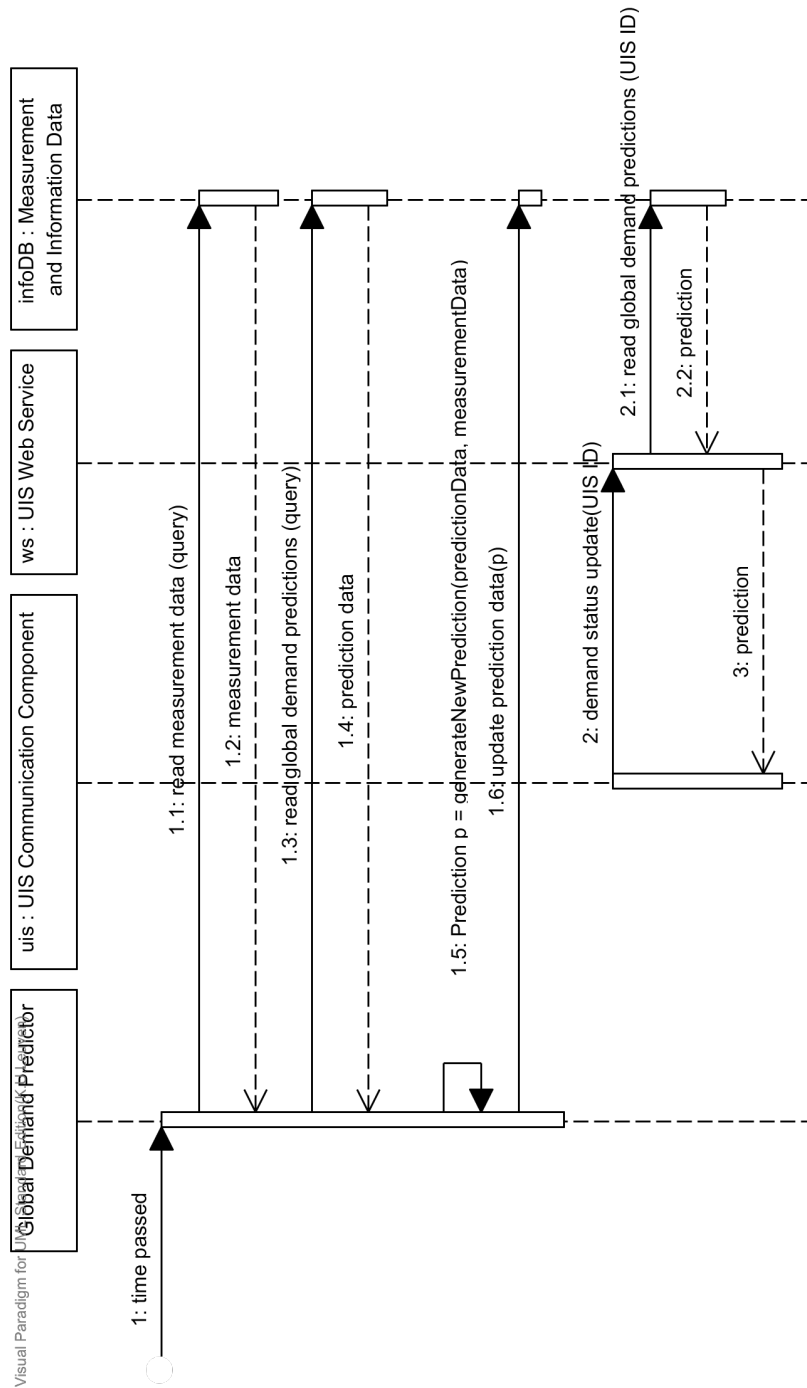 Visual Paradigm for UML Standard Edition(K.U.Leuven)
Global Demand Predictor
uis : UIS Communication Component
ws : UIS Web Service
infoDB : Measurement
and Information Data
1: time passed
1.1: read measurement data (query)
1.2: measurement data
1.3: read global demand predictions (query)
1.4: prediction data
1.5: Prediction p = generateNewPrediction(predictionData, measurementData)
1.6: update prediction data(p)
2: demand status update(UIS ID)
2.1: read global demand predictions (UIS ID)
2.2: prediction
3: prediction